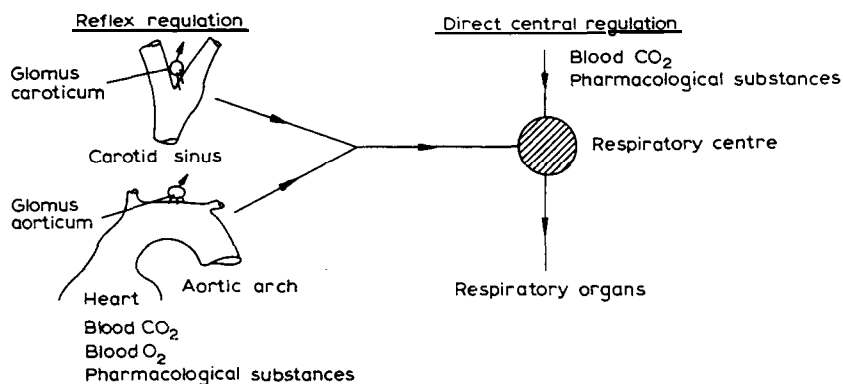 Reflex regulation
Glomus
caroticum
Carotid sinus
Glomus
aorticum
Aortic arch
Heart
Blood CO₂
Blood O₂
Pharmacological substances
Direct central regulation
Blood CO₂
Pharmacological substances
Respiratory centre
Respiratory organs